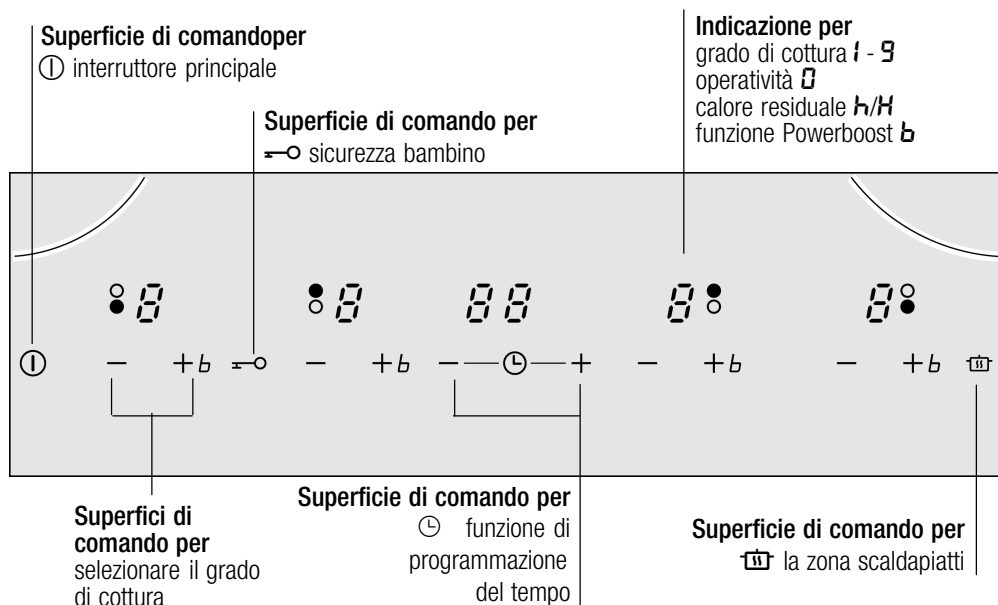 Superficie di comandoper
interruttore principale
Superficie di comando per
sicurezza bambino
Indicazione per
grado di cottura 1 - 9
operatività 0
calore residuale h/H
funzione Powerboost b
8
8
8 8
8
8
− + b
− + b
− +
− + b
− + b
Superfici di
comando per
selezionare il grado
di cottura
Superficie di comando per
funzione di
programmazione
del tempo
Superficie di comando per
la zona scaldapiatti